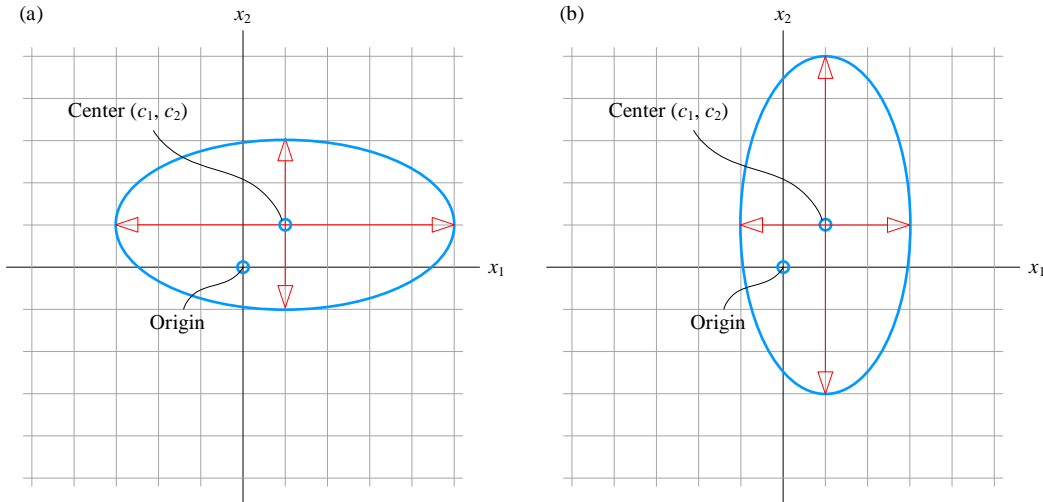 (a)
x₂
Center (c₁, c₂)
x₁
Origin
(b)
x₂
Center (c₁, c₂)
x₁
Origin